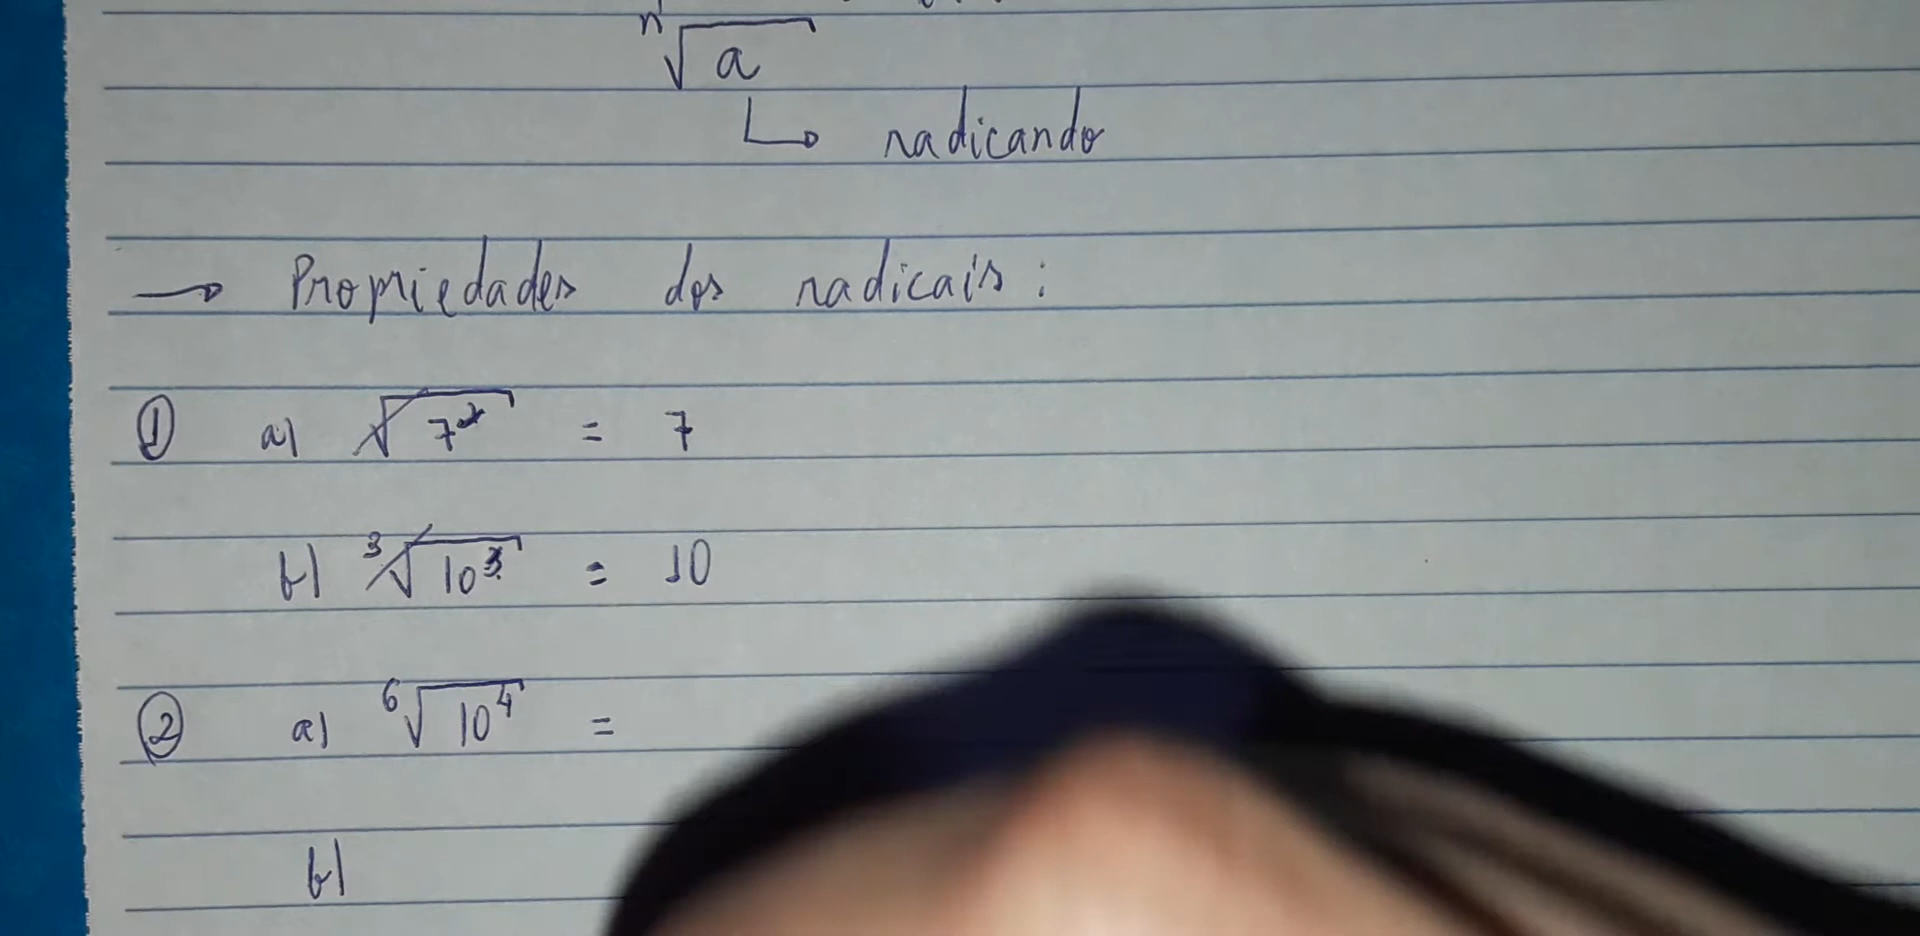 ⁿ√a
↳ radicando
→ Propriedades dos radicais:
① a) √7² = 7
b) ³√10³ = 10
② a) ⁶√10⁴ =
b)